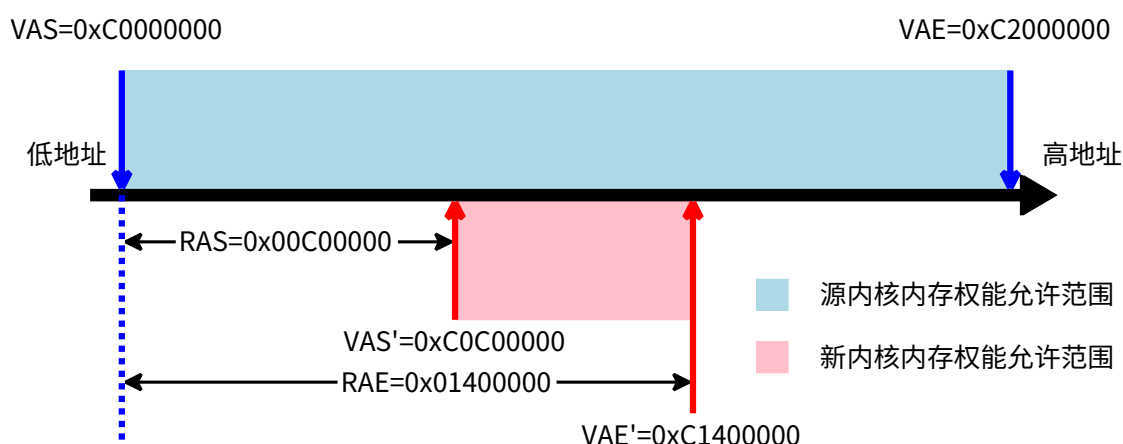 VAS=0xC0000000
VAE=0xC2000000
低地址
高地址
RAS=0x00C00000
源内核内存权能允许范围
VAS'=0xC0C00000
新内核内存权能允许范围
RAE=0x01400000
VAE'=0xC1400000